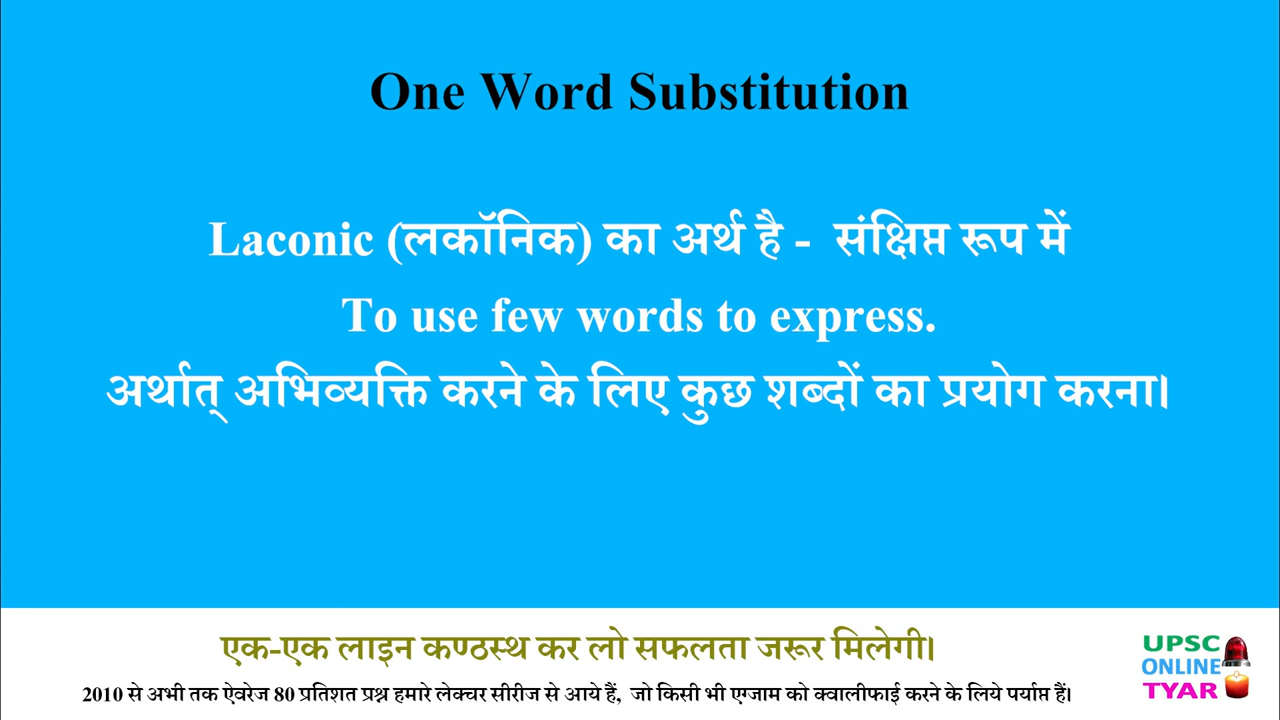 One Word Substitution
Laconic (लकॉनिक) का अर्थ है - संक्षिप्त रूप में
To use few words to express.
अर्थात् अभिव्यक्ति करने के लिए कुछ शब्दों का प्रयोग करना।
एक-एक लाइन कण्ठस्थ कर लो सफलता जरूर मिलेगी।
2010 से अभी तक ऐवरेज 80 प्रतिशत प्रश्न हमारे लेक्चर सीरीज से आये हैं, जो किसी भी एग्जाम को क्वालीफाई करने के लिये पर्याप्त हैं।
UPSC
ONLINE
TYAR